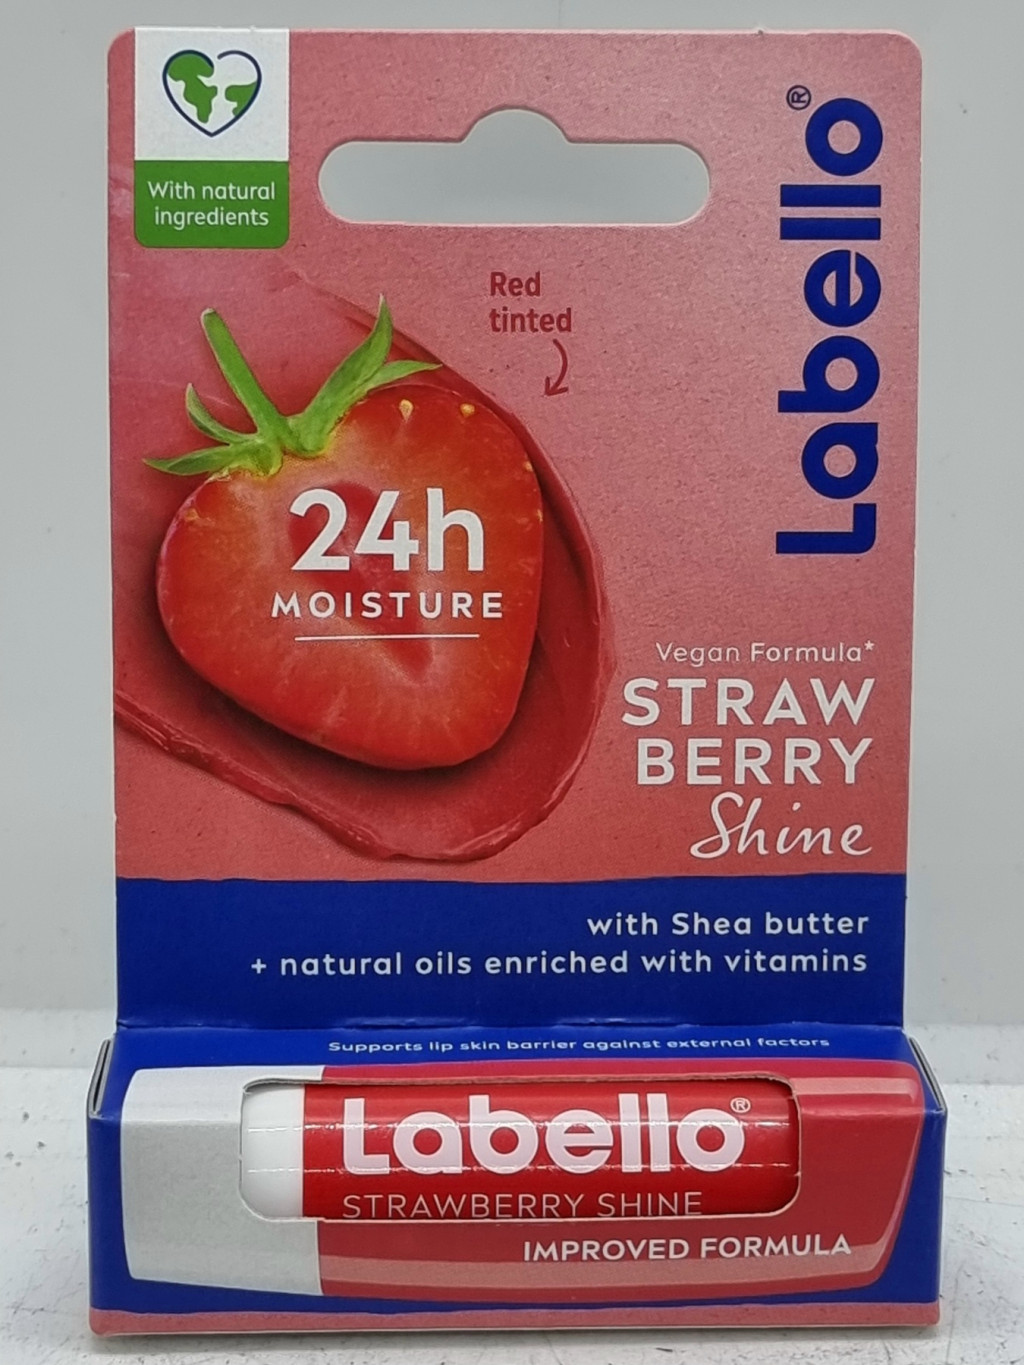 With natural
ingredients
Labello®
Red
tinted
24h
MOISTURE
Vegan Formula*
STRAW
BERRY
Shine
with Shea butter
+ natural oils enriched with vitamins
Supports lip skin barrier against external factors
Labello®
STRAWBERRY SHINE
IMPROVED FORMULA